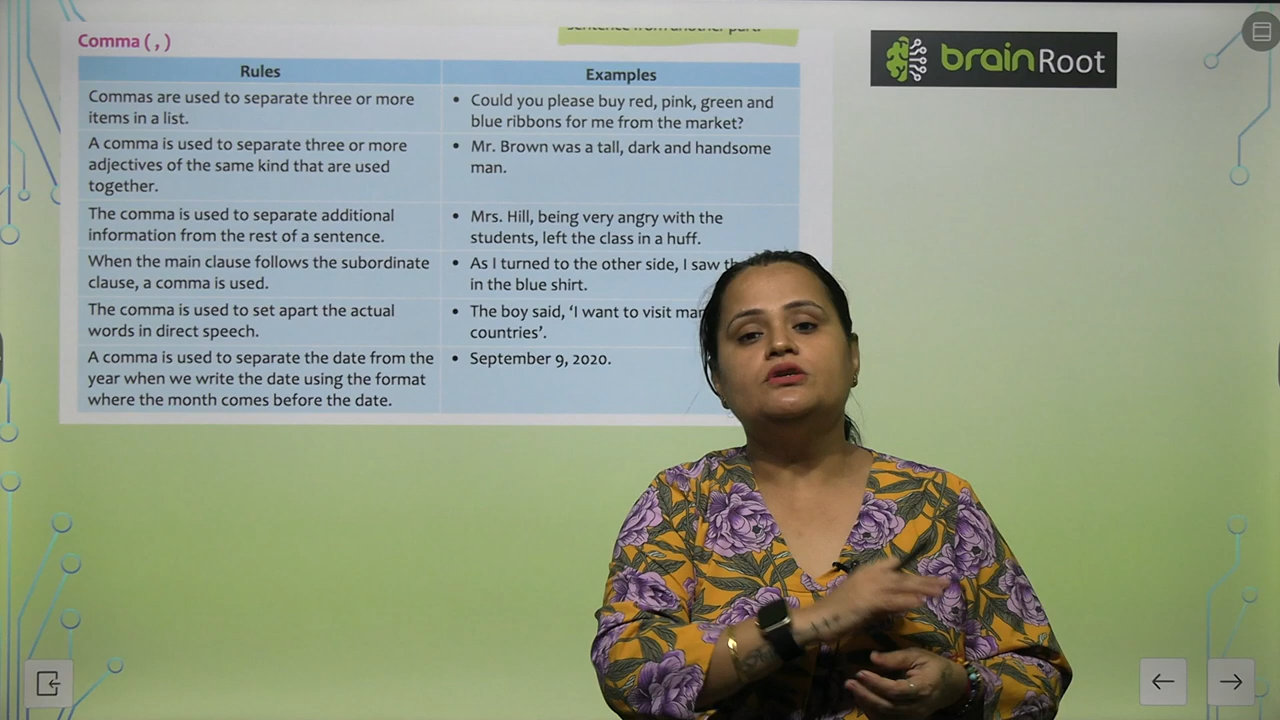 Comma ( , )
sentence from another part.
brainRoot
Rules
Examples
Commas are used to separate three or more
items in a list.
• Could you please buy red, pink, green and
blue ribbons for me from the market?
A comma is used to separate three or more
adjectives of the same kind that are used
together.
• Mr. Brown was a tall, dark and handsome
man.
The comma is used to separate additional
information from the rest of a sentence.
• Mrs. Hill, being very angry with the
students, left the class in a huff.
When the main clause follows the subordinate
clause, a comma is used.
• As I turned to the other side, I saw
in the blue shirt.
The comma is used to set apart the actual
words in direct speech.
• The boy said, ‘I want to visit
countries’.
A comma is used to separate the date from the
year when we write the date using the format
where the month comes before the date.
• September 9, 2020.